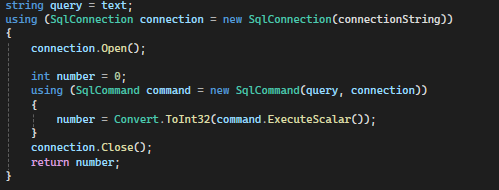 string query = text;
using (SqlConnection connection = new SqlConnection(connectionString))
{
connection.Open();
int number = 0;
using (SqlCommand command = new SqlCommand(query, connection))
{
number = Convert.ToInt32(command.ExecuteScalar());
}
connection.Close();
return number;
}